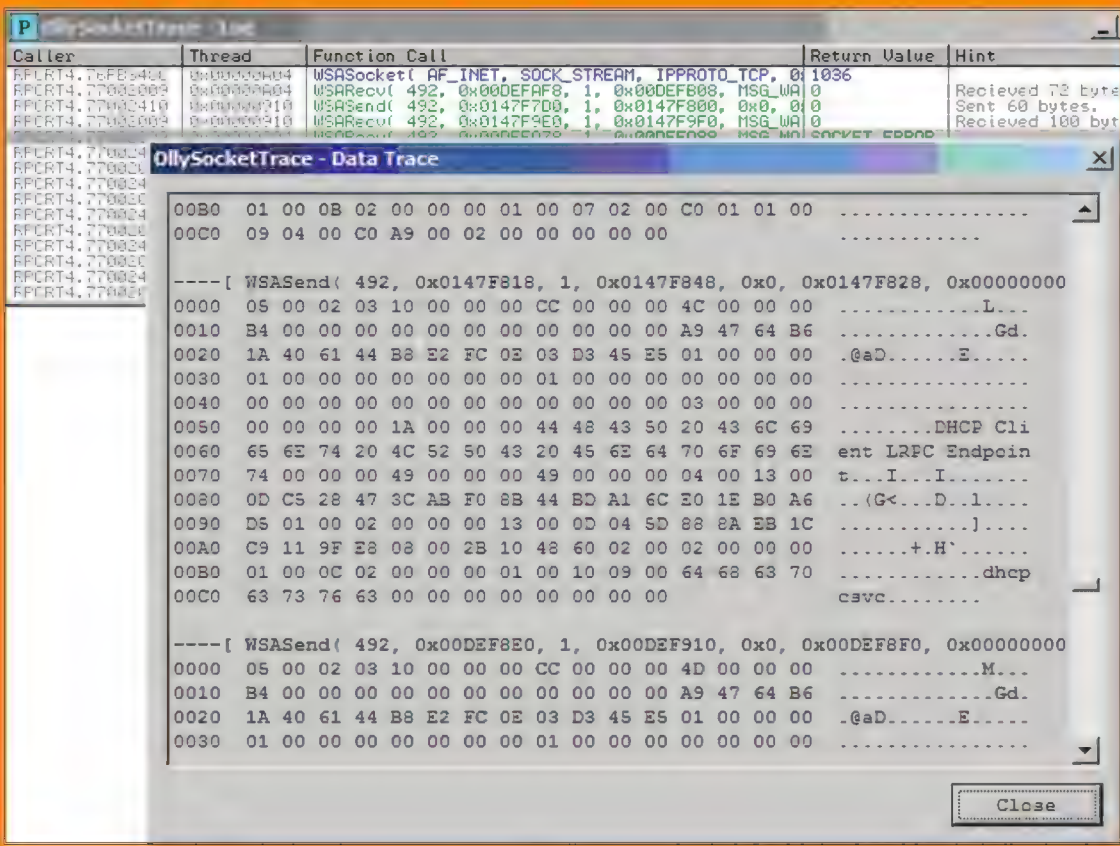 OllySocketTrace - Log
Caller Thread Function Call Return Value Hint
WSASocket( AF_INET, SOCK_STREAM, IPPROTO_TCP, 0 1036
RPCRT4.77002009 0x00000A04 WSARecv( 492, 0x00DEFAF8, 1, 0x00DEFB08, MSG_WA 0 Recieved 72 byte
RPCRT4.77002410 0x00000910 WSASend( 492, 0x0147F7D0, 1, 0x0147F800, 0x0, 0 0 Sent 60 bytes.
RPCRT4.77002009 0x00000910 WSARecv( 492, 0x0147F9E0, 1, 0x0147F9F0, MSG_WA 0 Recieved 100 byt
SOCKET_ERROR
OllySocketTrace - Data Trace
00B0 01 00 0B 02 00 00 00 01 00 07 02 00 C0 01 01 00 ................
00C0 09 04 00 C0 A9 00 02 00 00 00 00 00 ............
----[ WSASend( 492, 0x0147F818, 1, 0x0147F848, 0x0, 0x0147F828, 0x00000000
0000 05 00 02 03 10 00 00 00 CC 00 00 00 4C 00 00 00 ............L...
0010 B4 00 00 00 00 00 00 00 00 00 00 00 A9 47 64 B6 .............Gd.
0020 1A 40 61 44 B8 E2 FC 0E 03 D3 45 E5 01 00 00 00 .@aD......E.....
0030 01 00 00 00 00 00 00 00 01 00 00 00 00 00 00 00 ................
0040 00 00 00 00 00 00 00 00 00 00 00 00 03 00 00 00 ................
0050 00 00 00 00 1A 00 00 00 44 48 43 50 20 43 6C 69 ........DHCP Cli
0060 65 6E 74 20 4C 52 50 43 20 45 6E 64 70 6F 69 6E ent LRPC Endpoin
0070 74 00 00 00 49 00 00 00 49 00 00 00 04 00 13 00 t...I...I.......
0080 0D C5 28 47 3C AB F0 8B 44 BD A1 6C E0 1E B0 A6 ..(G<...D..l....
0090 D5 01 00 02 00 00 00 13 00 0D 04 5D 88 8A EB 1C ...........]....
00A0 C9 11 9F E8 08 00 2B 10 48 60 02 00 02 00 00 00 ......+.H`......
00B0 01 00 0C 02 00 00 00 01 00 10 09 00 64 68 63 70 ............dhcp
00C0 63 73 76 63 00 00 00 00 00 00 00 00 csvc........
----[ WSASend( 492, 0x00DEF8E0, 1, 0x00DEF910, 0x0, 0x00DEF8F0, 0x00000000
0000 05 00 02 03 10 00 00 00 CC 00 00 00 4D 00 00 00 ............M...
0010 B4 00 00 00 00 00 00 00 00 00 00 00 A9 47 64 B6 .............Gd.
0020 1A 40 61 44 B8 E2 FC 0E 03 D3 45 E5 01 00 00 00 .@aD......E.....
0030 01 00 00 00 00 00 00 00 01 00 00 00 00 00 00 00 ................
Close